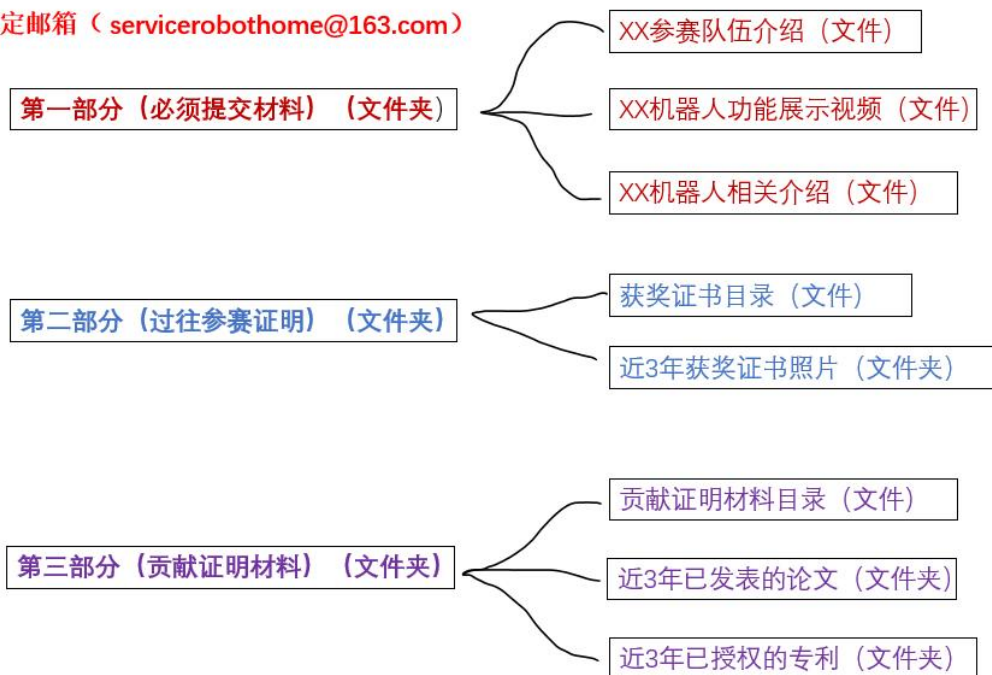 定邮箱（ servicerobothome@163.com）
第一部分（必须提交材料）（文件夹）
XX参赛队伍介绍（文件）
XX机器人功能展示视频（文件）
XX机器人相关介绍（文件）
第二部分（过往参赛证明）（文件夹）
获奖证书目录（文件）
近3年获奖证书照片（文件夹）
第三部分（贡献证明材料）（文件夹）
贡献证明材料目录（文件）
近3年已发表的论文（文件夹）
近3年已授权的专利（文件夹）